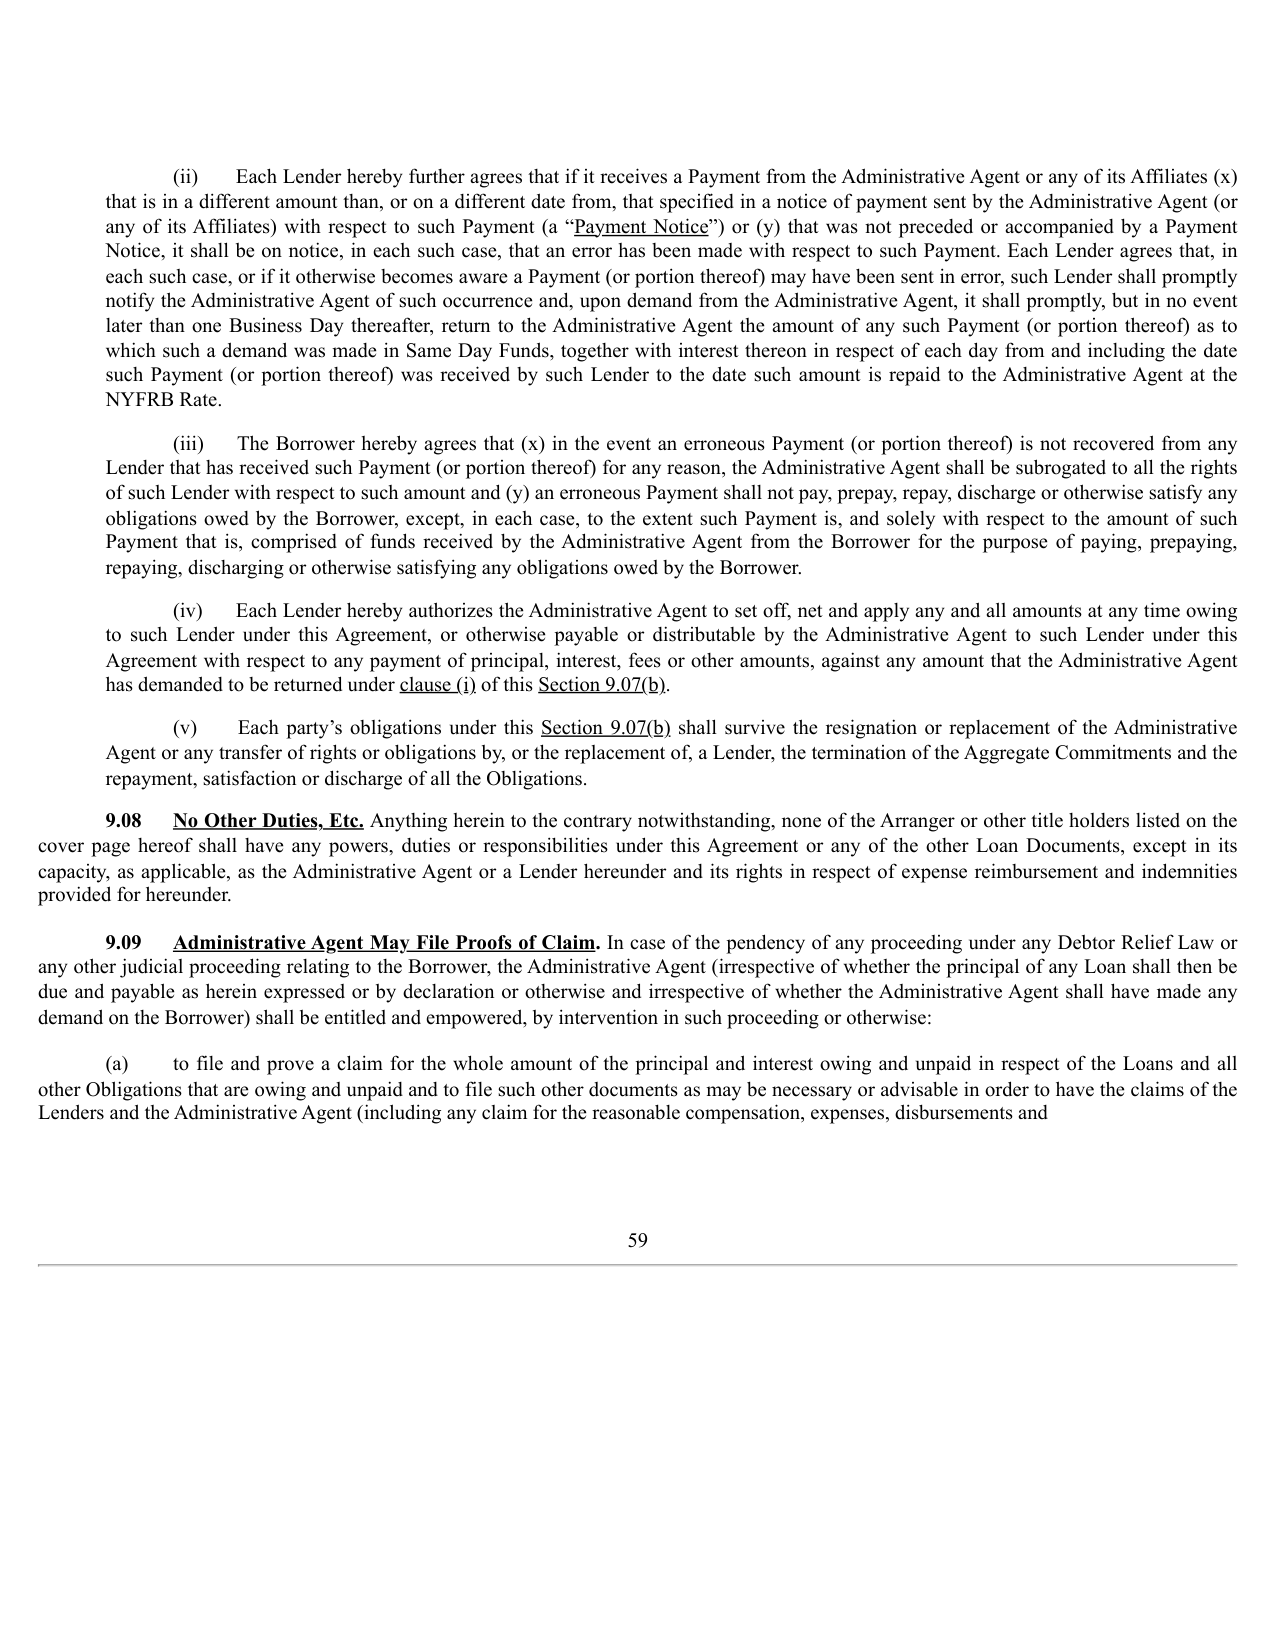 (ii) Each Lender hereby further agrees that if it receives a Payment from the Administrative Agent or any of its Affiliates (x)
that is in a different amount than, or on a different date from, that specified in a notice of payment sent by the Administrative Agent (or
any of its Affiliates) with respect to such Payment (a “Payment Notice”) or (y) that was not preceded or accompanied by a Payment
Notice, it shall be on notice, in each such case, that an error has been made with respect to such Payment. Each Lender agrees that, in
each such case, or if it otherwise becomes aware a Payment (or portion thereof) may have been sent in error, such Lender shall promptly
notify the Administrative Agent of such occurrence and, upon demand from the Administrative Agent, it shall promptly, but in no event
later than one Business Day thereafter, return to the Administrative Agent the amount of any such Payment (or portion thereof) as to
which such a demand was made in Same Day Funds, together with interest thereon in respect of each day from and including the date
such Payment (or portion thereof) was received by such Lender to the date such amount is repaid to the Administrative Agent at the
NYFRB Rate.
(iii) The Borrower hereby agrees that (x) in the event an erroneous Payment (or portion thereof) is not recovered from any
Lender that has received such Payment (or portion thereof) for any reason, the Administrative Agent shall be subrogated to all the rights
of such Lender with respect to such amount and (y) an erroneous Payment shall not pay, prepay, repay, discharge or otherwise satisfy any
obligations owed by the Borrower, except, in each case, to the extent such Payment is, and solely with respect to the amount of such
Payment that is, comprised of funds received by the Administrative Agent from the Borrower for the purpose of paying, prepaying,
repaying, discharging or otherwise satisfying any obligations owed by the Borrower.
(iv) Each Lender hereby authorizes the Administrative Agent to set off, net and apply any and all amounts at any time owing
to such Lender under this Agreement, or otherwise payable or distributable by the Administrative Agent to such Lender under this
Agreement with respect to any payment of principal, interest, fees or other amounts, against any amount that the Administrative Agent
has demanded to be returned under clause (i) of this Section 9.07(b).
(v) Each party’s obligations under this Section 9.07(b) shall survive the resignation or replacement of the Administrative
Agent or any transfer of rights or obligations by, or the replacement of, a Lender, the termination of the Aggregate Commitments and the
repayment, satisfaction or discharge of all the Obligations.
9.08 No Other Duties, Etc. Anything herein to the contrary notwithstanding, none of the Arranger or other title holders listed on the
cover page hereof shall have any powers, duties or responsibilities under this Agreement or any of the other Loan Documents, except in its
capacity, as applicable, as the Administrative Agent or a Lender hereunder and its rights in respect of expense reimbursement and indemnities
provided for hereunder.
9.09 Administrative Agent May File Proofs of Claim. In case of the pendency of any proceeding under any Debtor Relief Law or
any other judicial proceeding relating to the Borrower, the Administrative Agent (irrespective of whether the principal of any Loan shall then be
due and payable as herein expressed or by declaration or otherwise and irrespective of whether the Administrative Agent shall have made any
demand on the Borrower) shall be entitled and empowered, by intervention in such proceeding or otherwise:
(a) to file and prove a claim for the whole amount of the principal and interest owing and unpaid in respect of the Loans and all
other Obligations that are owing and unpaid and to file such other documents as may be necessary or advisable in order to have the claims of the
Lenders and the Administrative Agent (including any claim for the reasonable compensation, expenses, disbursements and
59